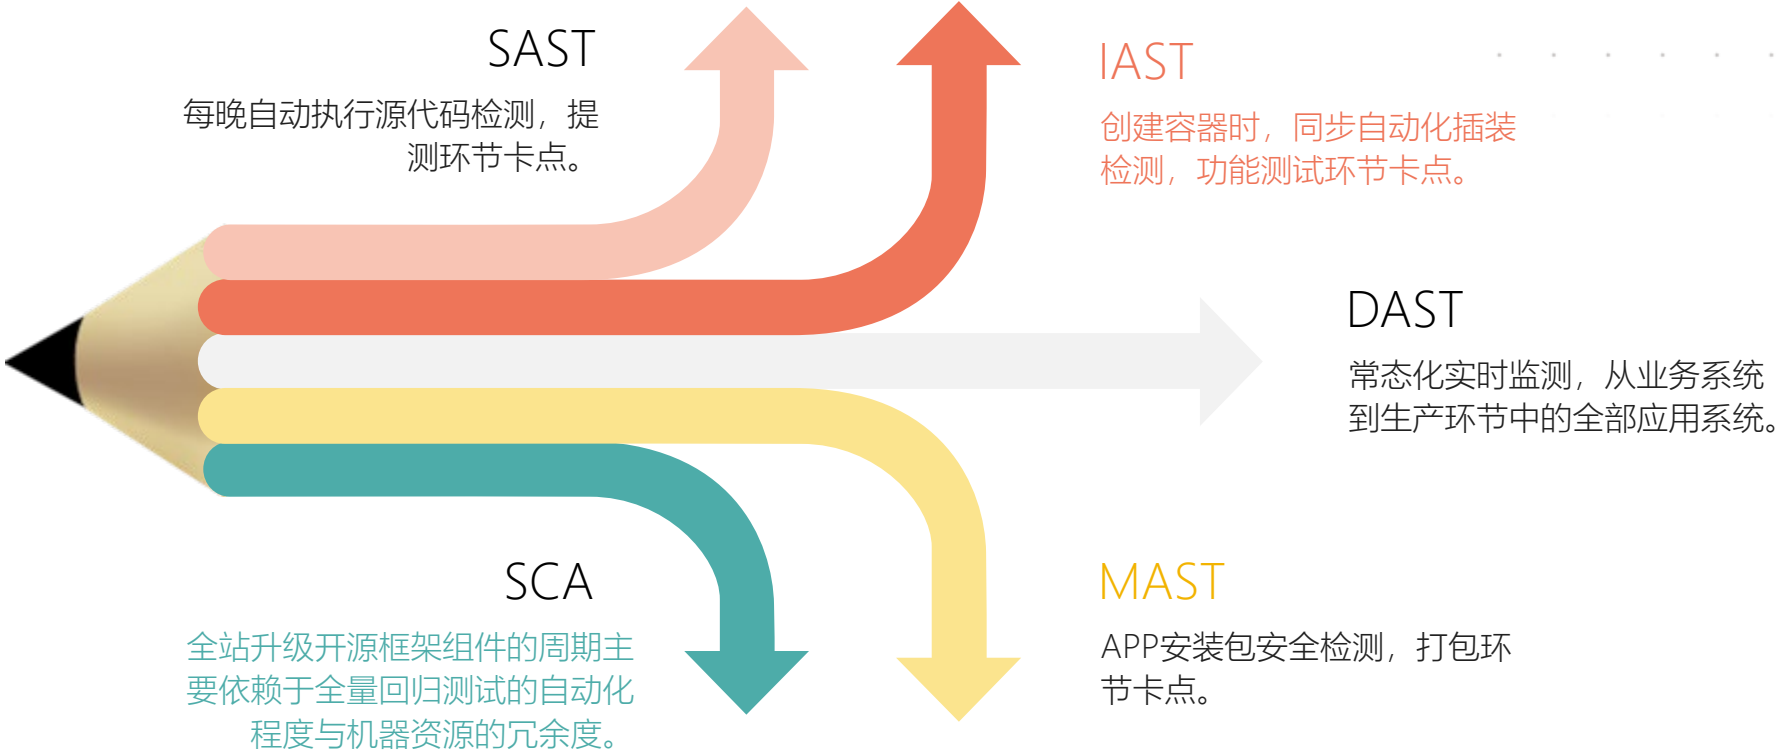 SAST
每晚自动执行源代码检测，提
测环节卡点。
IAST
创建容器时，同步自动化插装
检测，功能测试环节卡点。
DAST
常态化实时监测，从业务系统
到生产环节中的全部应用系统。
SCA
全站升级开源框架组件的周期主
要依赖于全量回归测试的自动化
程度与机器资源的冗余度。
MAST
APP安装包安全检测，打包环
节卡点。